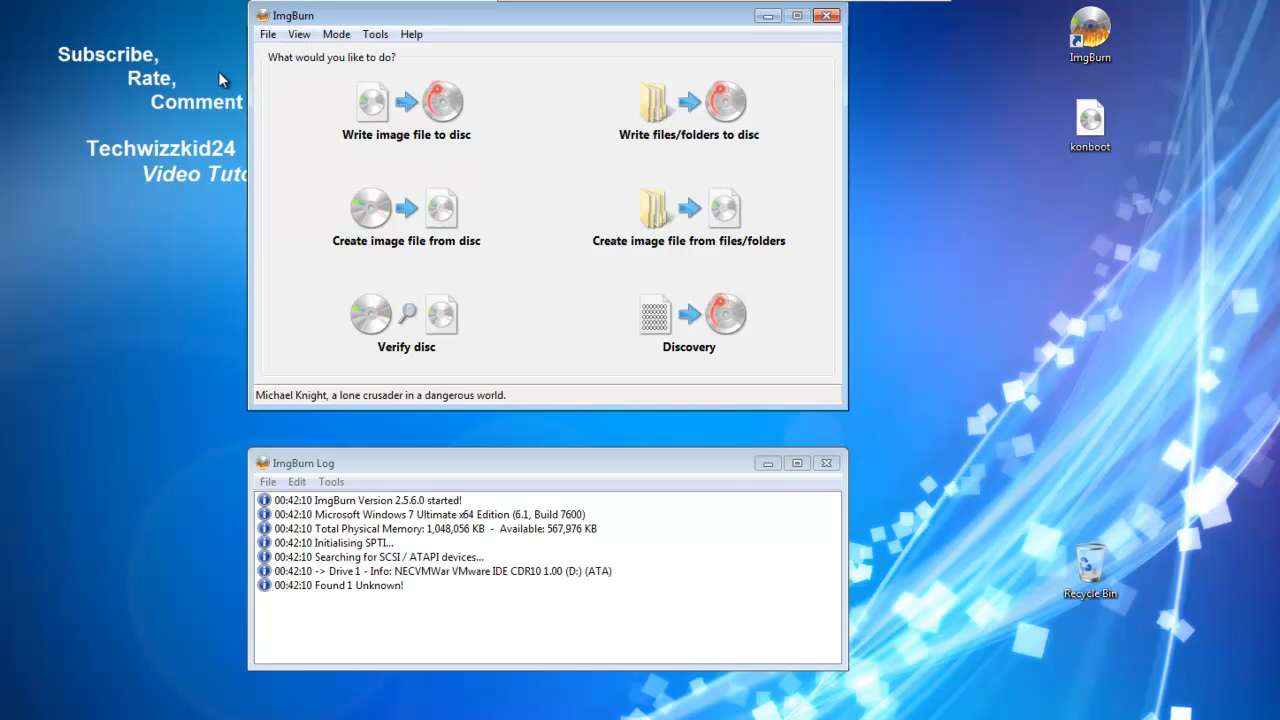 Subscribe,
Rate,
Comment
Techwizzkid24
Video Tuto
ImgBurn
File View Mode Tools Help
What would you like to do?
Write image file to disc
Write files/folders to disc
Create image file from disc
Create image file from files/folders
Verify disc
Discovery
Michael Knight, a lone crusader in a dangerous world.
ImgBurn Log
File Edit Tools
00:42:10 ImgBurn Version 2.5.6.0 started!
00:42:10 Microsoft Windows 7 Ultimate x64 Edition (6.1, Build 7600)
00:42:10 Total Physical Memory: 1,048,056 KB - Available: 567,976 KB
00:42:10 Initialising SPTI...
00:42:10 Searching for SCSI / ATAPI devices...
00:42:10 -> Drive 1 - Info: NECVMWar VMware IDE CDR10 1.00 (D:) (ATA)
00:42:10 Found 1 Unknown!
ImgBurn
konboot
Recycle Bin